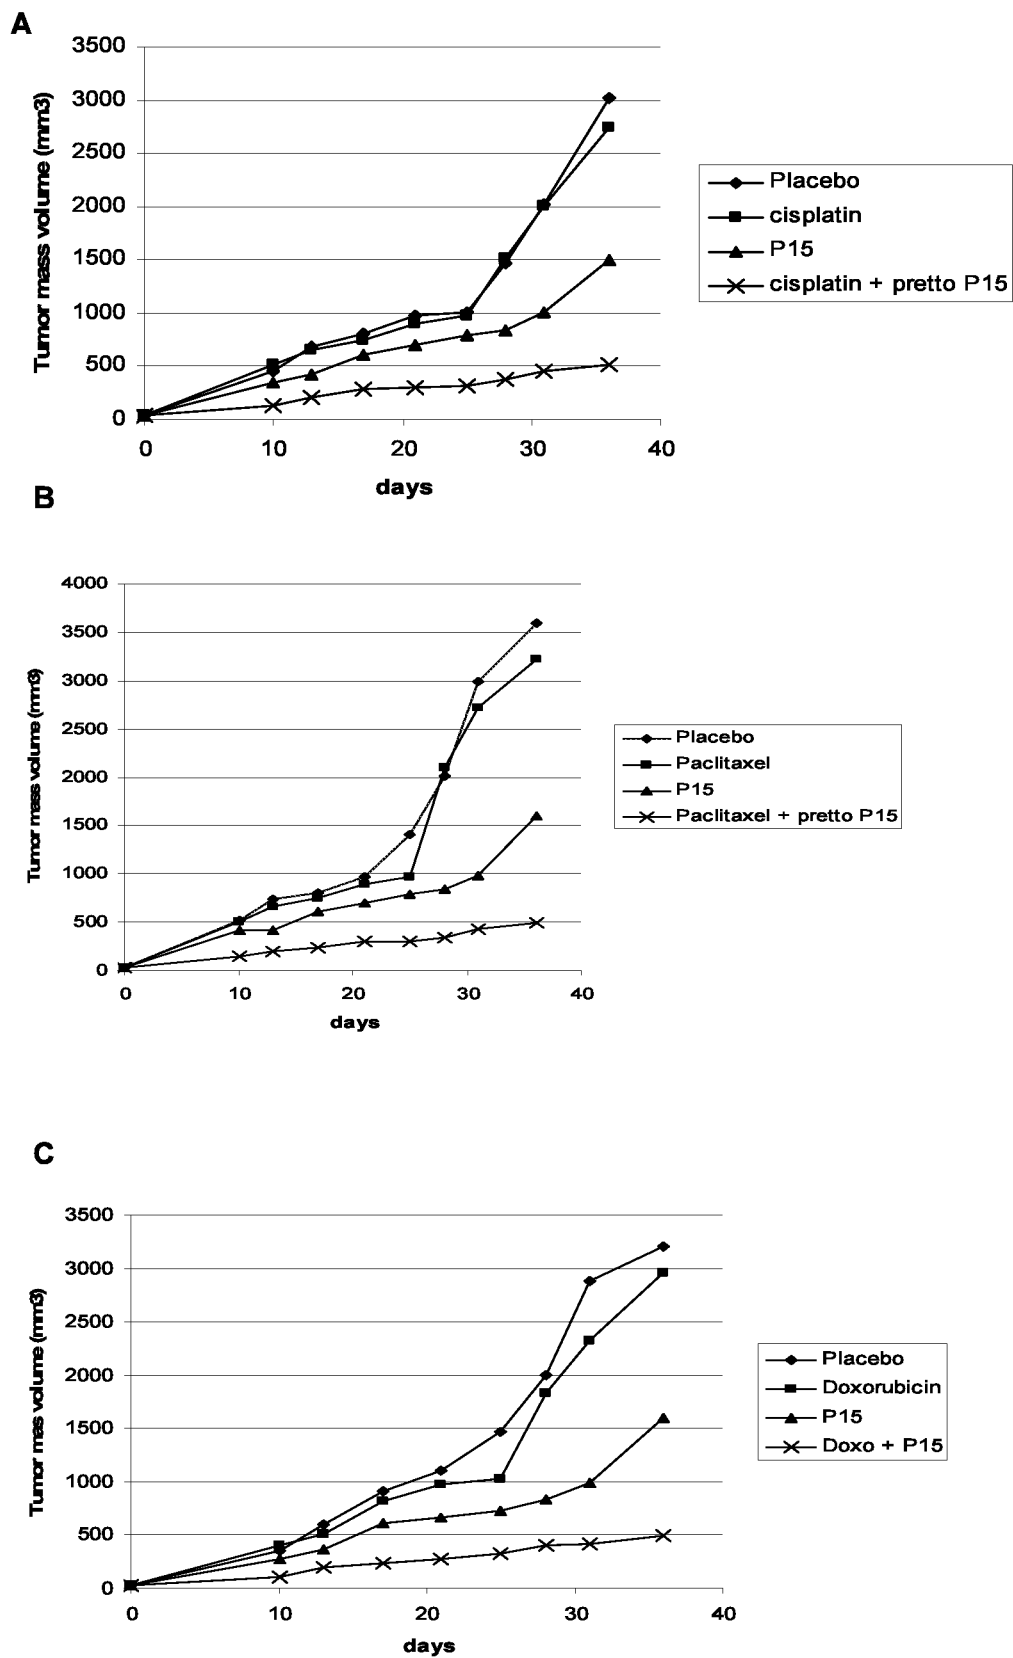 A
3500
3000
2500
2000
1500
1000
500
0
Tumor mass volume (mm3)
0 10 20 30 40
days
Placebo
cisplatin
P15
cisplatin + pretto P15
B
4000
3500
3000
2500
2000
1500
1000
500
0
Tumor mass volume (mm3)
0 10 20 30 40
days
Placebo
Paclitaxel
P15
Paclitaxel + pretto P15
C
3500
3000
2500
2000
1500
1000
500
0
Tumor mas volume (mm3)
0 10 20 30 40
days
Placebo
Doxorubicin
P15
Doxo + P15